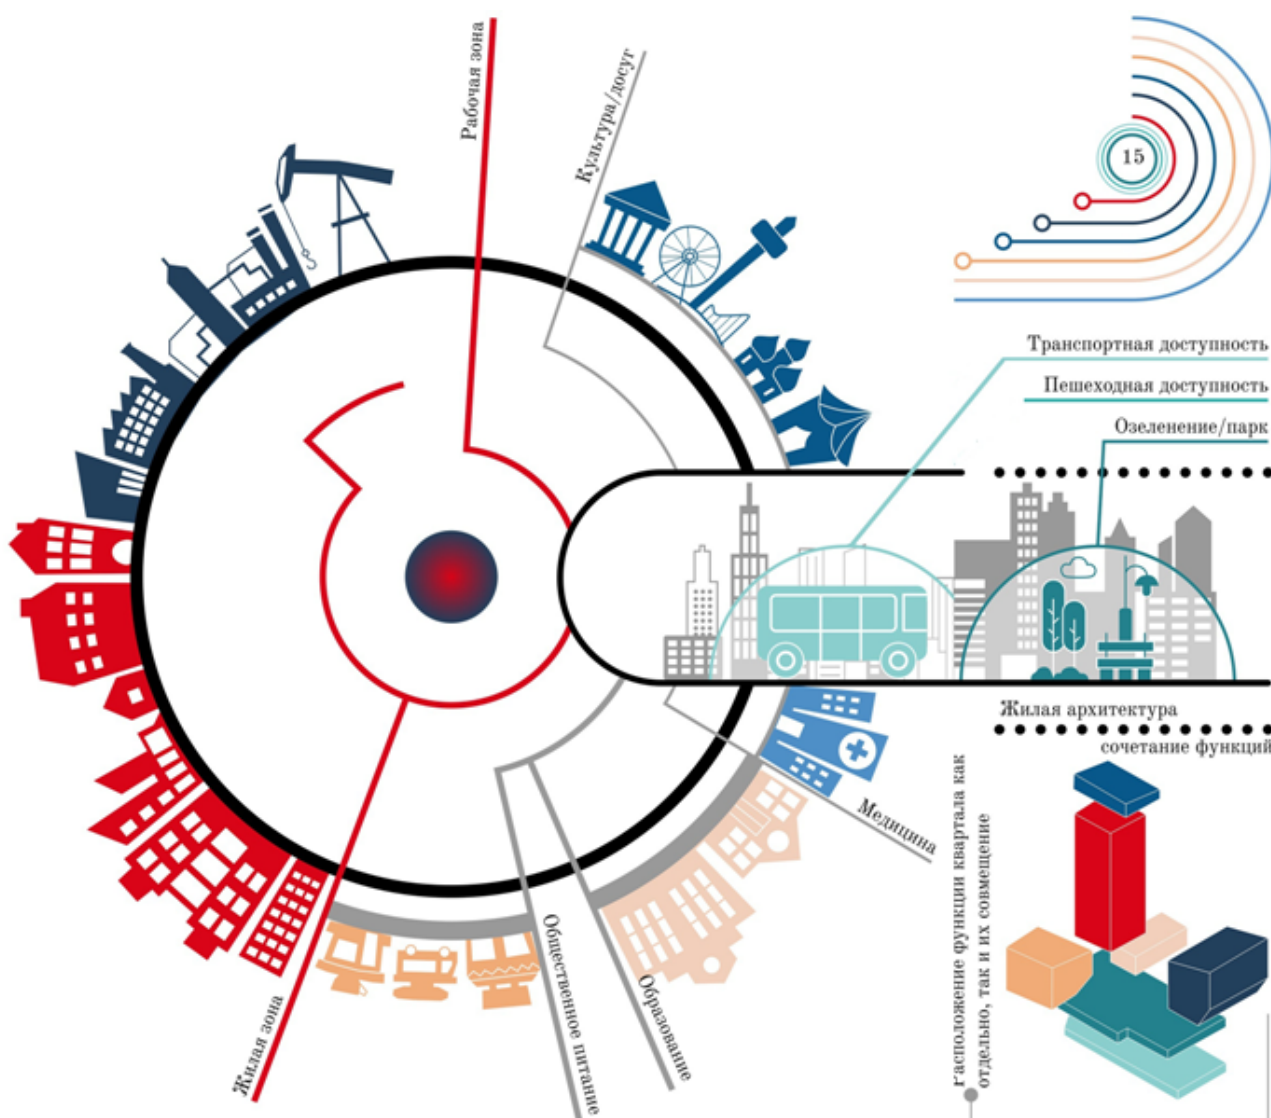 Рабочая зона
Культура/досуг
15
Транспортная доступность
Пешеходная доступность
Озеленение/парк
Жилая архитектура
сочетание функций
Медицина
Расположение функции квартала как
отдельно, так и их совмещение
Общественное питание
Образование
Жилая зона